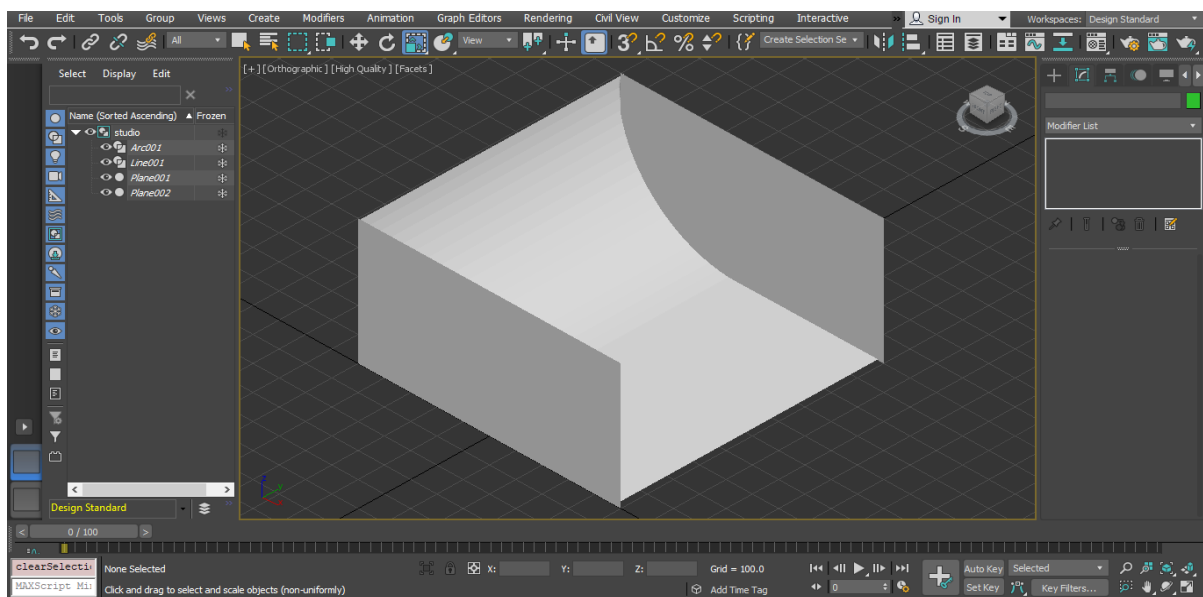 File Edit Tools Group Views Create Modifiers Animation Graph Editors Rendering Civil View Customize Scripting Interactive » Sign In Workspaces: Design Standard
All View Create Selection Se
Select Display Edit
[+] [Orthographic] [High Quality] [Facets]
Name (Sorted Ascending) ▲ Frozen
studio
Arc001
Line001
Plane001
Plane002
Modifier List
Design Standard
< 0 / 100 >
clearSelecti None Selected X: Y: Z: Grid = 100.0 0 Auto Key Selected
MAXScript Mi Click and drag to select and scale objects (non-uniformly) Add Time Tag Set Key Key Filters...